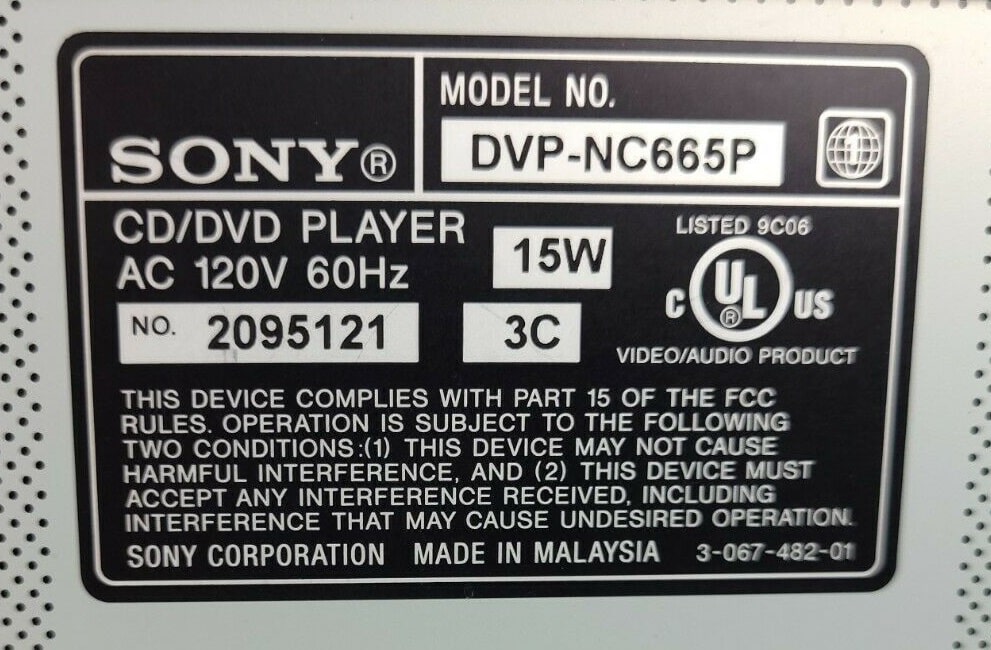 MODEL NO.
SONY® DVP-NC665P 1
CD/DVD PLAYER
AC 120V 60Hz 15W
NO. 2095121 3C
LISTED 9C06
C UL® US
VIDEO/AUDIO PRODUCT
THIS DEVICE COMPLIES WITH PART 15 OF THE FCC
RULES. OPERATION IS SUBJECT TO THE FOLLOWING
TWO CONDITIONS:(1) THIS DEVICE MAY NOT CAUSE
HARMFUL INTERFERENCE, AND (2) THIS DEVICE MUST
ACCEPT ANY INTERFERENCE RECEIVED, INCLUDING
INTERFERENCE THAT MAY CAUSE UNDESIRED OPERATION.
SONY CORPORATION MADE IN MALAYSIA 3-067-482-01